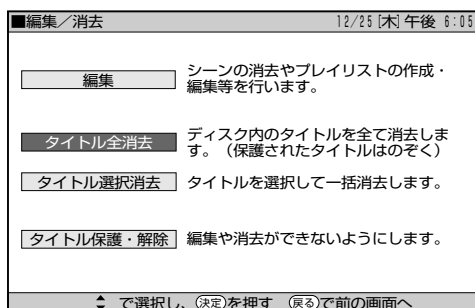 ■編集／消去 12/25[木]午後 6:05
編集
シーンの消去やプレイリストの作成・
編集等を行います。
タイトル全消去
ディスク内のタイトルを全て消去しま
す。（保護されたタイトルはのぞく）
タイトル選択消去 タイトルを選択して一括消去します。
タイトル保護・解除 編集や消去ができないようにします。
で選択し、決定を押す 戻るで前の画面へ